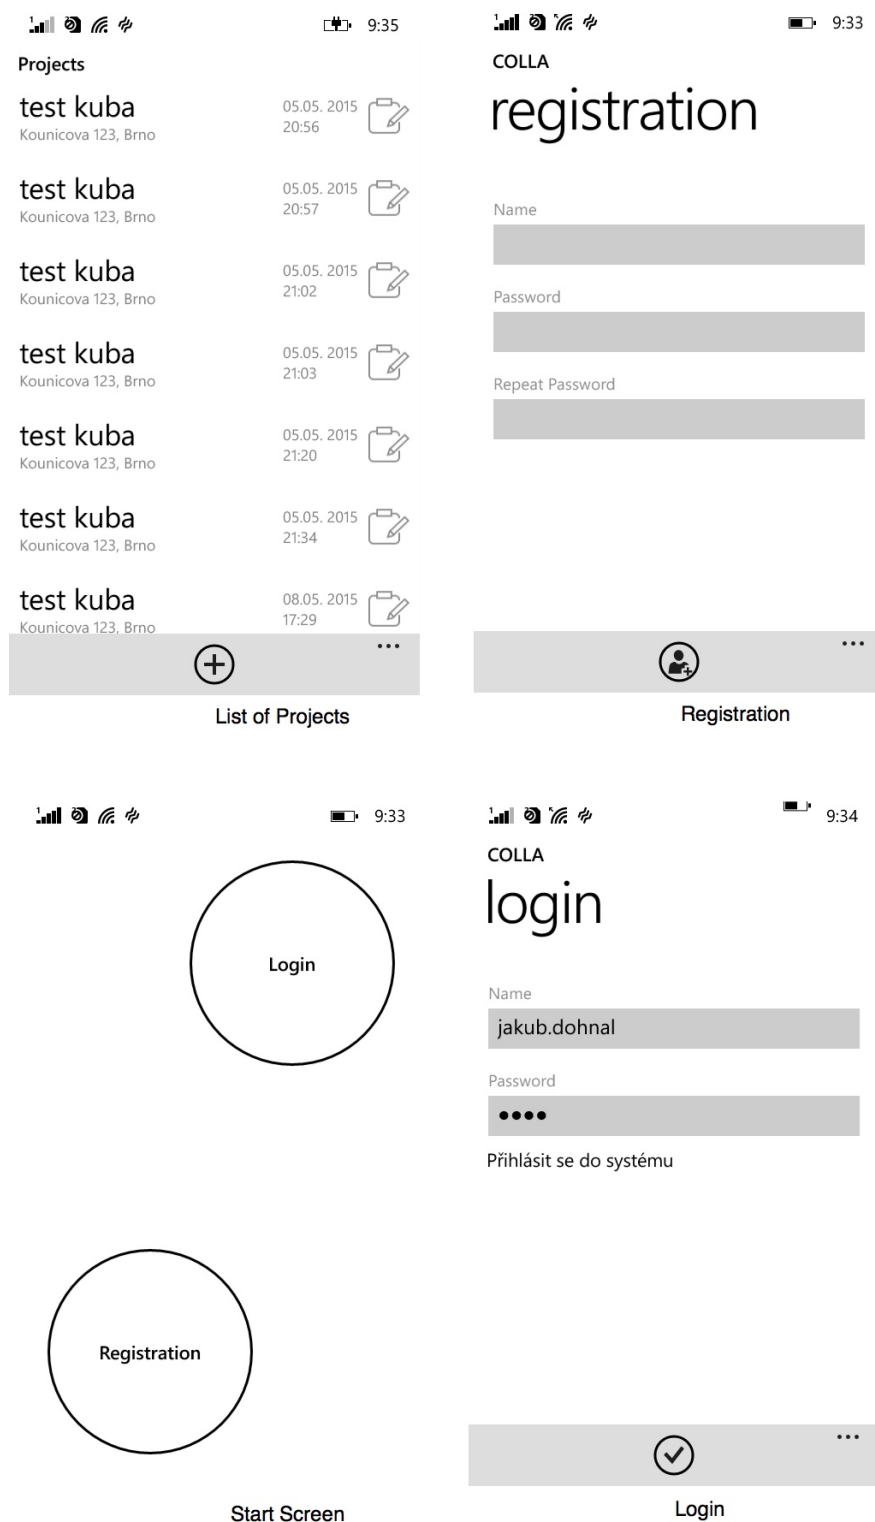 9:35
Projects
test kuba
05.05. 2015
Kounicova 123, Brno
20:56
test kuba
05.05. 2015
Kounicova 123, Brno
20:57
test kuba
05.05. 2015
Kounicova 123, Brno
21:02
test kuba
05.05. 2015
Kounicova 123, Brno
21:03
test kuba
05.05. 2015
Kounicova 123, Brno
21:20
test kuba
05.05. 2015
Kounicova 123, Brno
21:34
test kuba
08.05. 2015
Kounicova 123, Brno
17:29
List of Projects
9:33
COLLA
registration
Name
Password
Repeat Password
Registration
9:33
Login
Registration
Start Screen
9:34
COLLA
login
Name
jakub.dohnal
Password
Přihlásit se do systému
Login